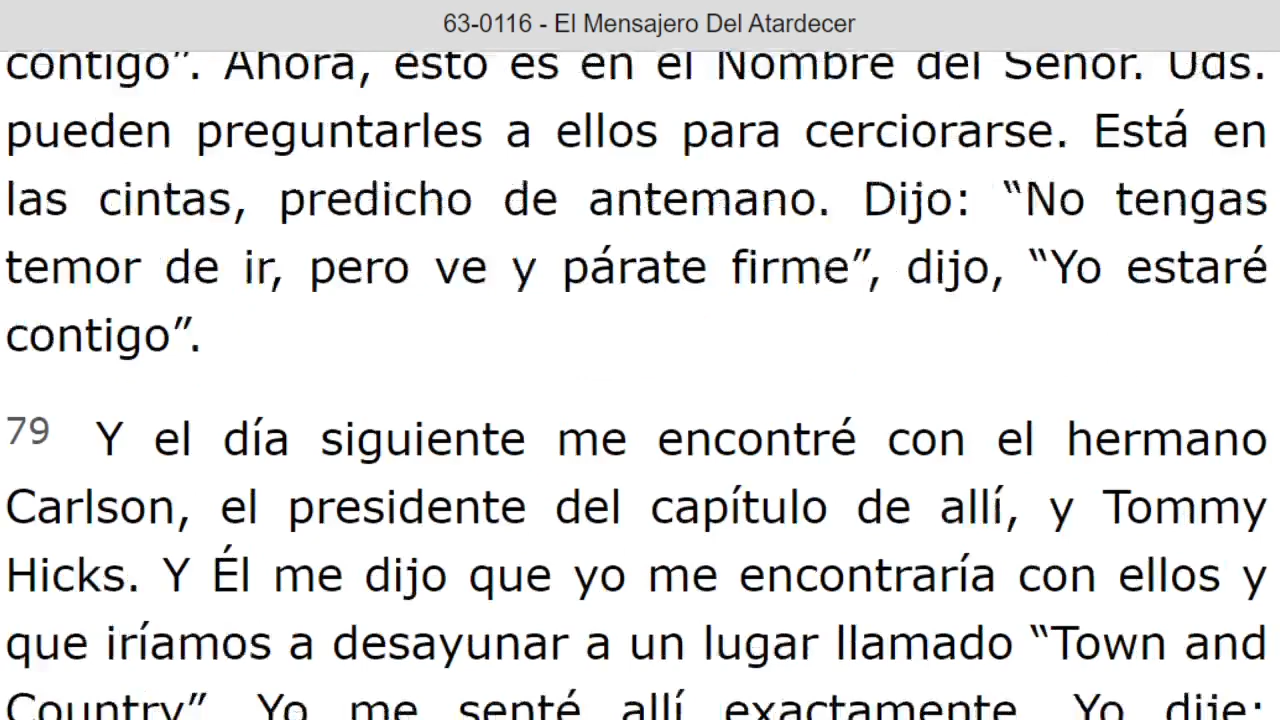 63-0116 - El Mensajero Del Atardecer
contigo”. Ahora, esto es en el Nombre del Señor. Uds.
pueden preguntarles a ellos para cerciorarse. Está en
las cintas, predicho de antemano. Dijo: “No tengas
temor de ir, pero ve y párate firme”, dijo, “Yo estaré
contigo”.
79 Y el día siguiente me encontré con el hermano
Carlson, el presidente del capítulo de allí, y Tommy
Hicks. Y Él me dijo que yo me encontraría con ellos y
que iríamos a desayunar a un lugar llamado “Town and
Country”. Yo me senté allí exactamente. Yo dije: